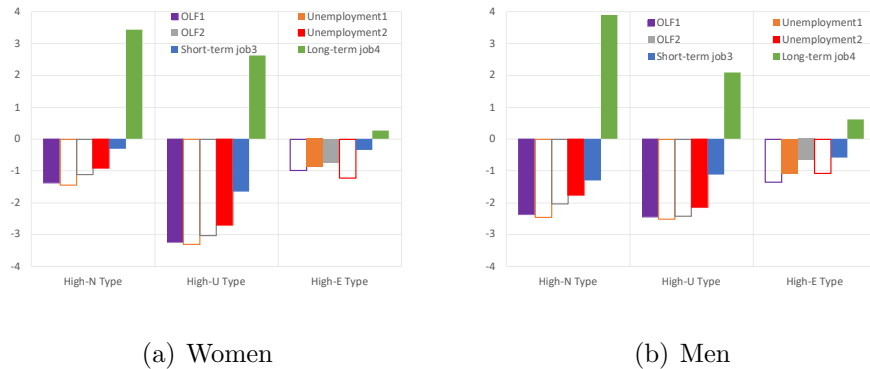 4
3
2
1
0
-1
-2
-3
-4
OLF1
Unemployment1
OLF2
Unemployment2
Short-term job3
Long-term job4
High-N Type
High-U Type
High-E Type
(a) Women
4
3
2
1
0
-1
-2
-3
-4
OLF1
Unemployment1
OLF2
Unemployment2
Short-term job3
Long-term job4
High-N Type
High-U Type
High-E Type
(b) Men